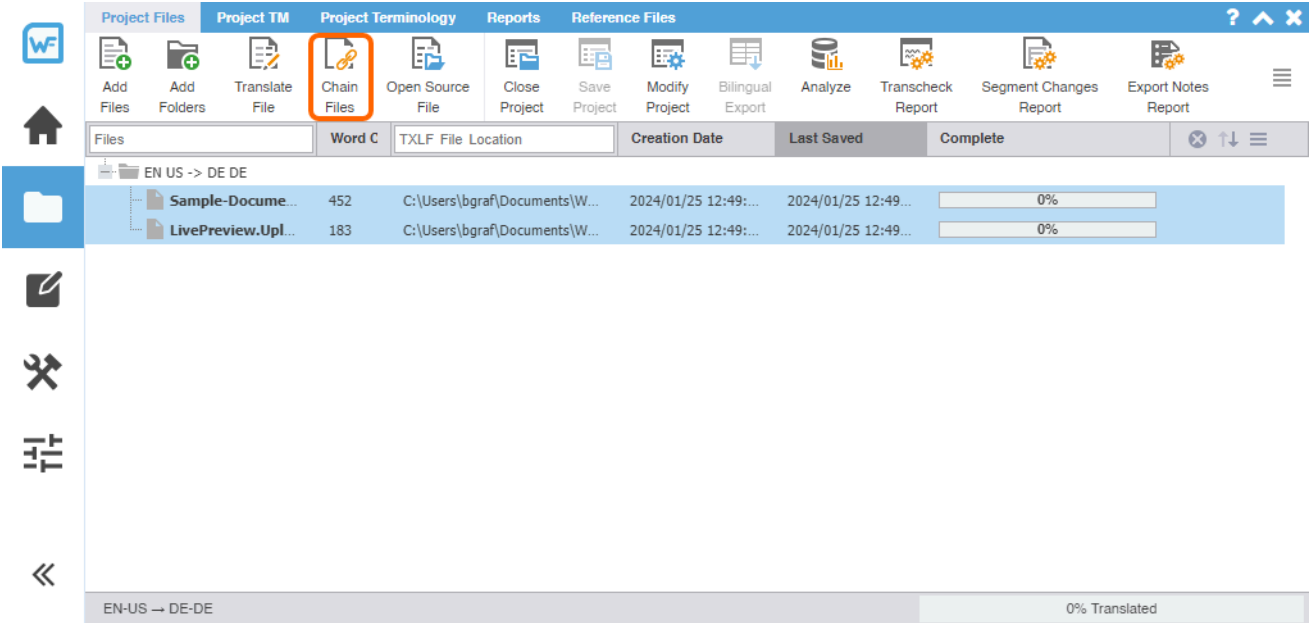 Project Files Project TM Project Terminology Reports Reference Files ?
WF
Add Files
Add Folders
Translate File
Chain Files
Open Source File
Close Project
Save Project
Modify Project
Bilingual Export
Analyze
Transcheck Report
Segment Changes Report
Export Notes Report
Files Word C TXLF File Location Creation Date Last Saved Complete
EN US -> DE DE
Sample-Docume... 452 C:\Users\bgraf\Documents\W... 2024/01/25 12:49:... 2024/01/25 12:49... 0%
LivePreview.Upl... 183 C:\Users\bgraf\Documents\W... 2024/01/25 12:49:... 2024/01/25 12:49... 0%
EN-US → DE-DE 0% Translated